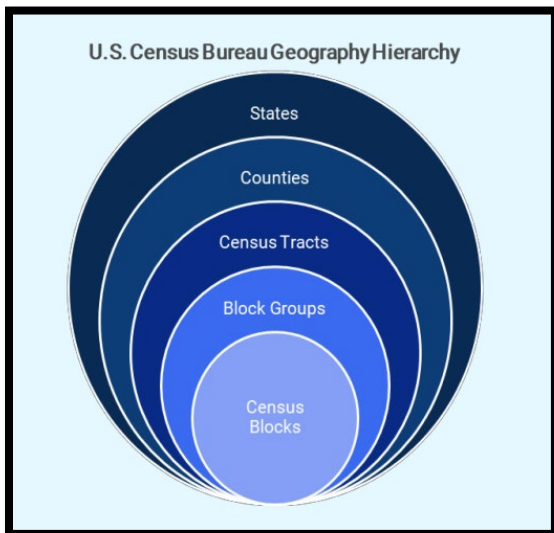 U.S. Census Bureau Geography Hierarchy
States
Counties
Census Tracts
Block Groups
Census
Blocks